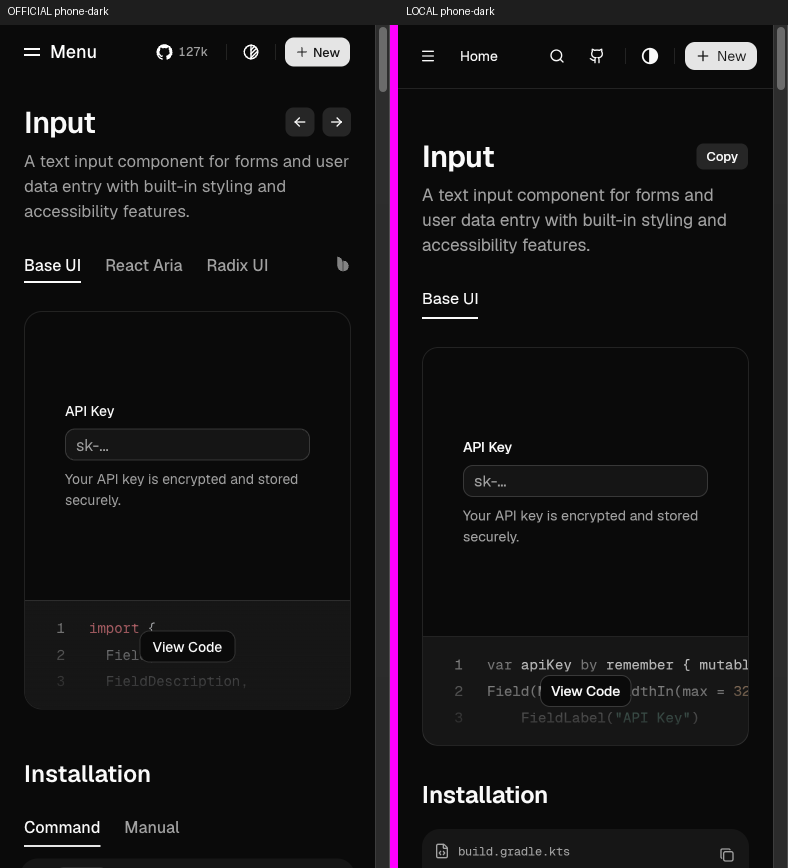 OFFICIAL phone-dark
Menu
127k
New
Input
A text input component for forms and user
data entry with built-in styling and
accessibility features.
Base UI
React Aria
Radix UI
API Key
sk-...
Your API key is encrypted and stored
securely.
1 import {
2 Fiel
3 FieldDescription,
View Code
Installation
Command
Manual
LOCAL phone-dark
Home
New
Input
Copy
A text input component for forms and
user data entry with built-in styling and
accessibility features.
Base UI
API Key
sk-...
Your API key is encrypted and stored
securely.
1 var apiKey by remember { mutabl
2 Field( dthIn(max = 32
3 FieldLabel("API Key")
View Code
Installation
build.gradle.kts